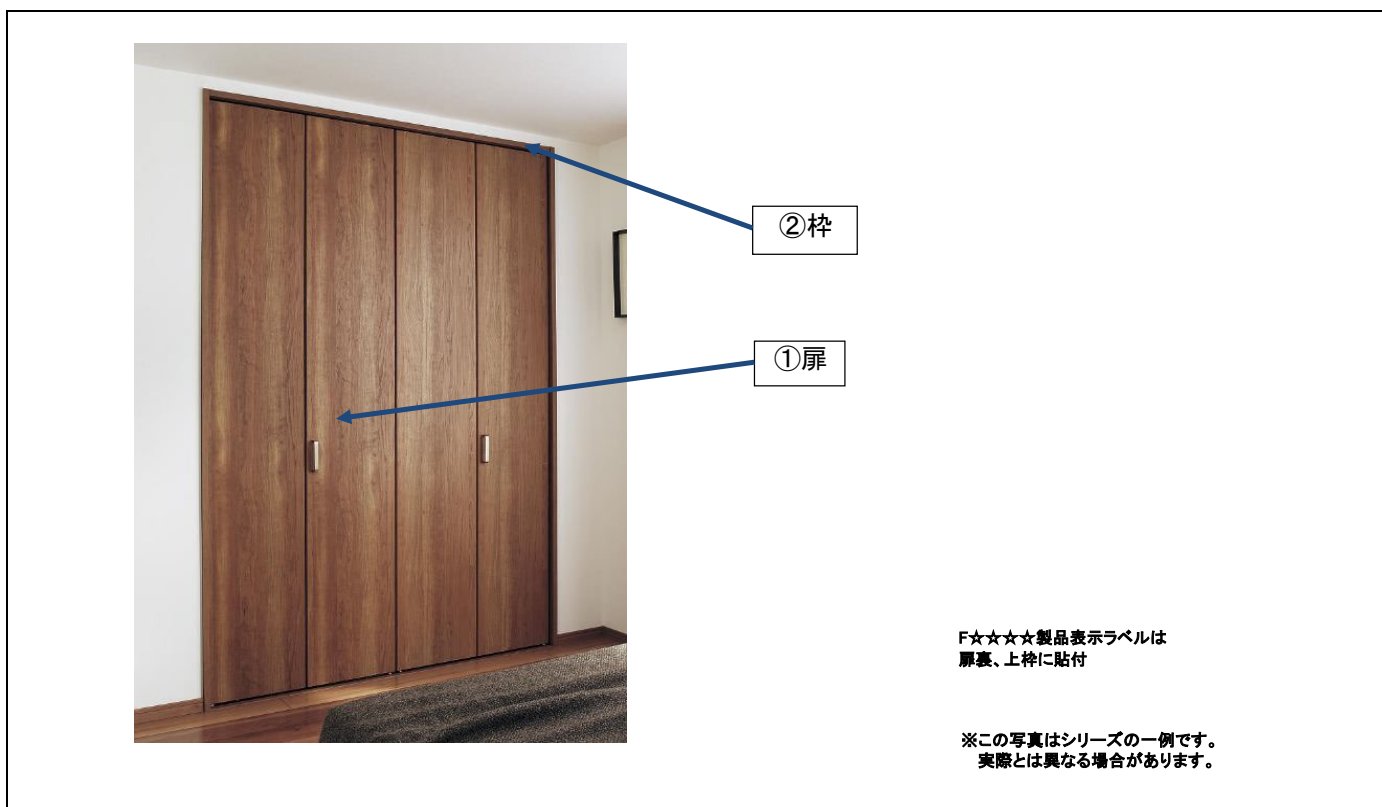 ②枠
①扉
F☆☆☆☆製品表示ラベルは
扉裏、上枠に貼付
※この写真はシリーズの一例です。
実際とは異なる場合があります。